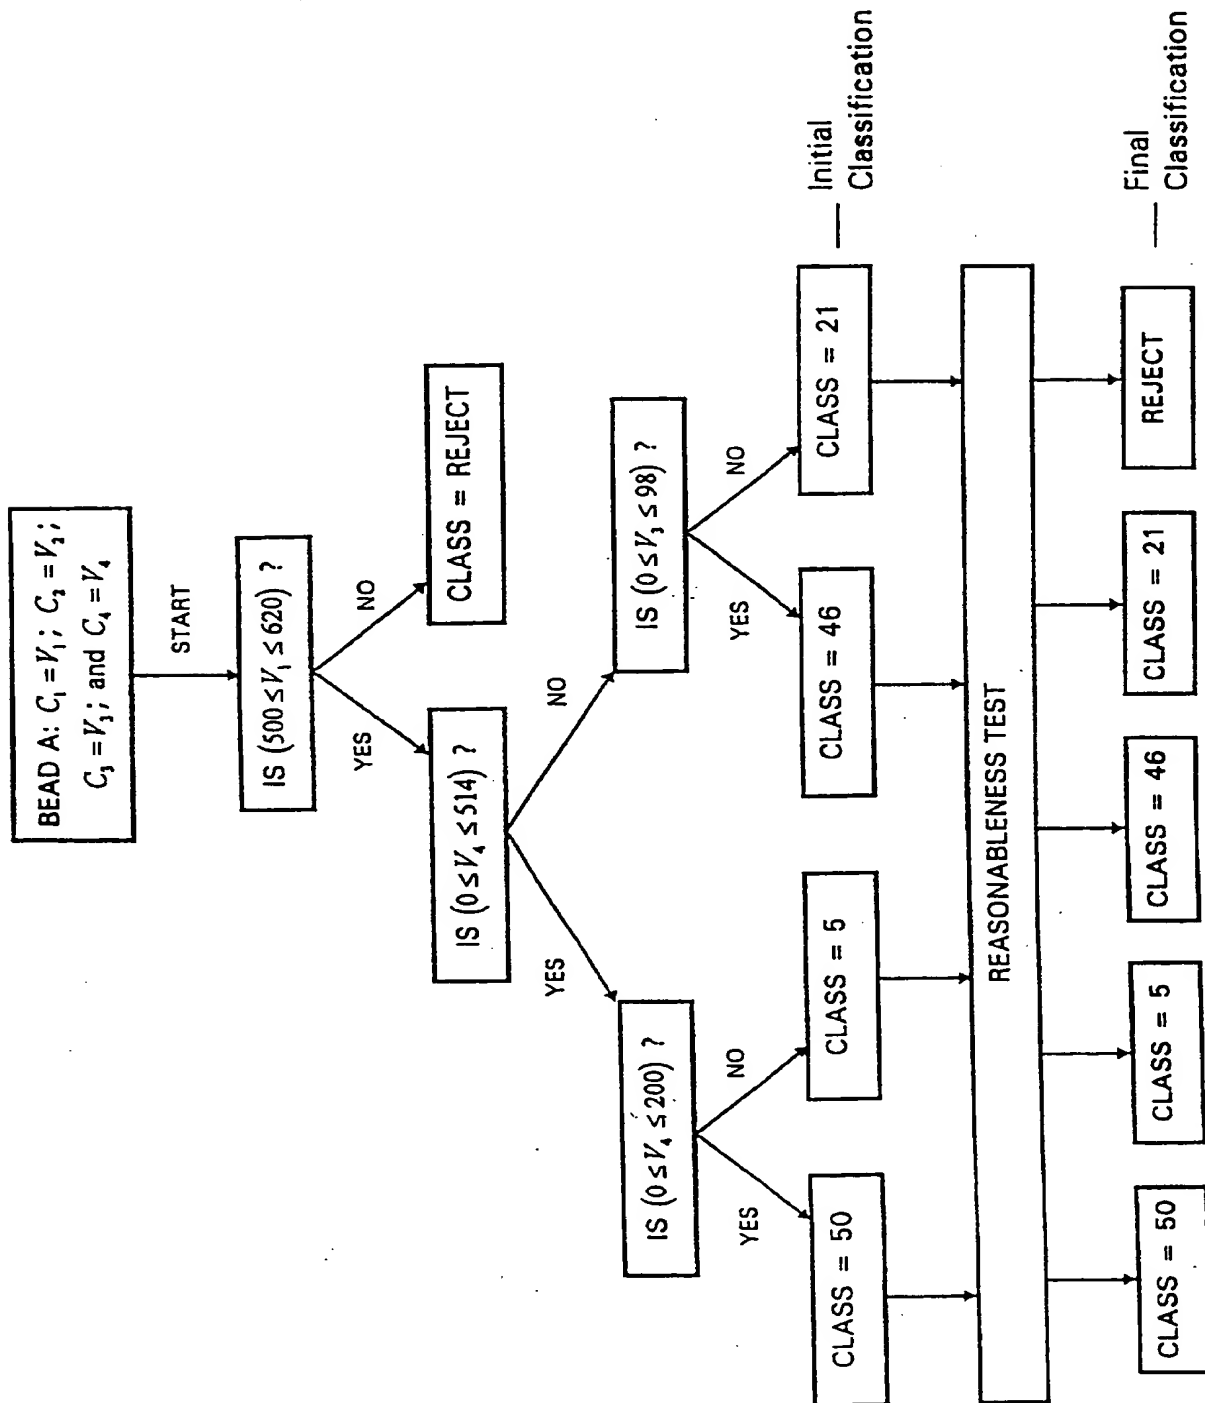 BEAD A: C₁ = V₁; C₂ = V₂;
C₃ = V₃; and C₄ = V₄
START
IS (500 ≤ V₁ ≤ 620) ?
YES
NO
IS (0 ≤ V₄ ≤ 514) ?
CLASS = REJECT
YES
NO
IS (0 ≤ V₄ ≤ 200) ?
IS (0 ≤ V₃ ≤ 98) ?
YES
NO
YES
NO
CLASS = 50
CLASS = 5
CLASS = 46
CLASS = 21
Initial
Classification
REASONABLENESS TEST
CLASS = 50
CLASS = 5
CLASS = 46
CLASS = 21
REJECT
Final
Classification